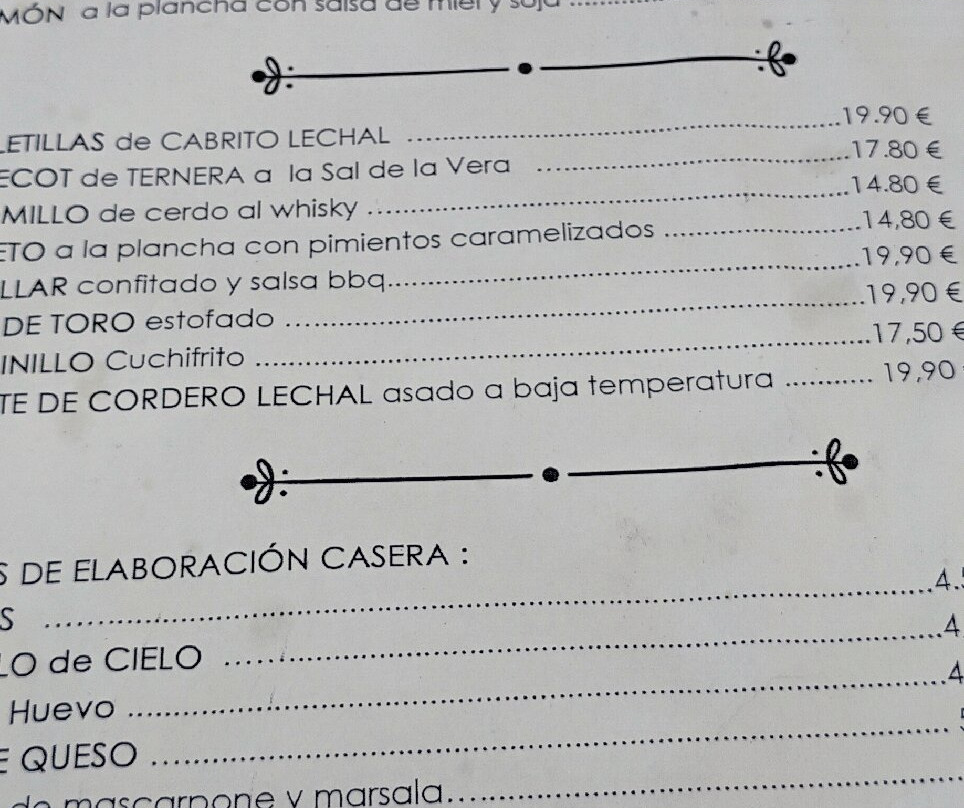 MÓN a la plancha con salsa de miel y soja
LETILLAS de CABRITO LECHAL ........ 19.90 €
ECOT de TERNERA a la Sal de la Vera ........ 17.80 €
MILLO de cerdo al whisky ........ 14.80 €
ETO a la plancha con pimientos caramelizados ........ 14,80 €
LLAR confitado y salsa bbq ........ 19,90 €
DE TORO estofado ........ 19,90 €
INILLO Cuchifrito ........ 17,50 €
TE DE CORDERO LECHAL asado a baja temperatura ........ 19,90
S DE ELABORACIÓN CASERA :
S ........ 4.
LO de CIELO ........ 4
Huevo ........ 4
E QUESO ........
de mascarpone y marsala ........